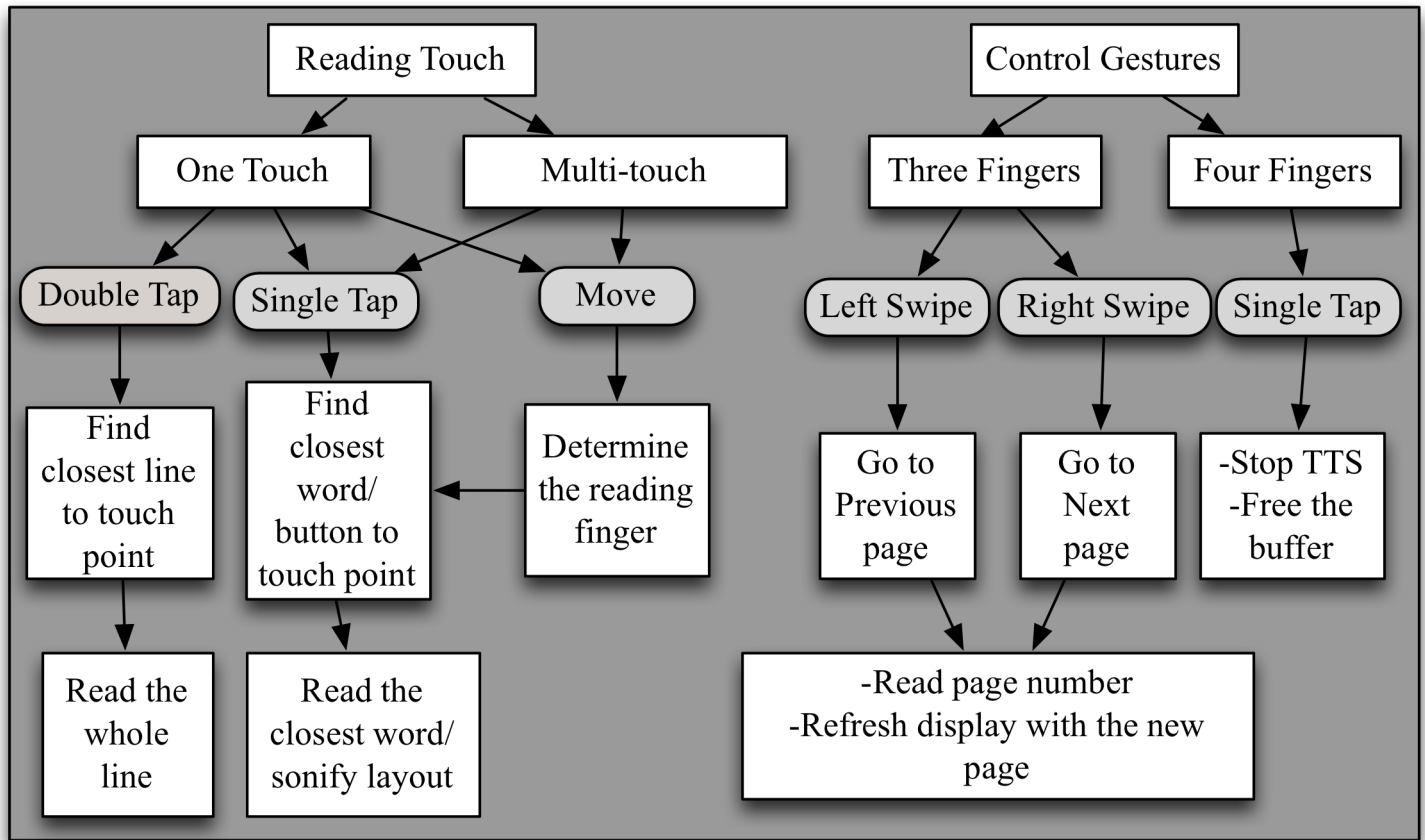 Reading Touch
Control Gestures
One Touch
Multi-touch
Three Fingers
Four Fingers
Double Tap
Single Tap
Move
Left Swipe
Right Swipe
Single Tap
Find
closest line
to touch
point
Find
closest
word/
button to
touch point
Determine
the reading
finger
Go to
Previous
page
Go to
Next
page
-Stop TTS
-Free the
buffer
Read the
whole
line
Read the
closest word/
sonify layout
-Read page number
-Refresh display with the new
page